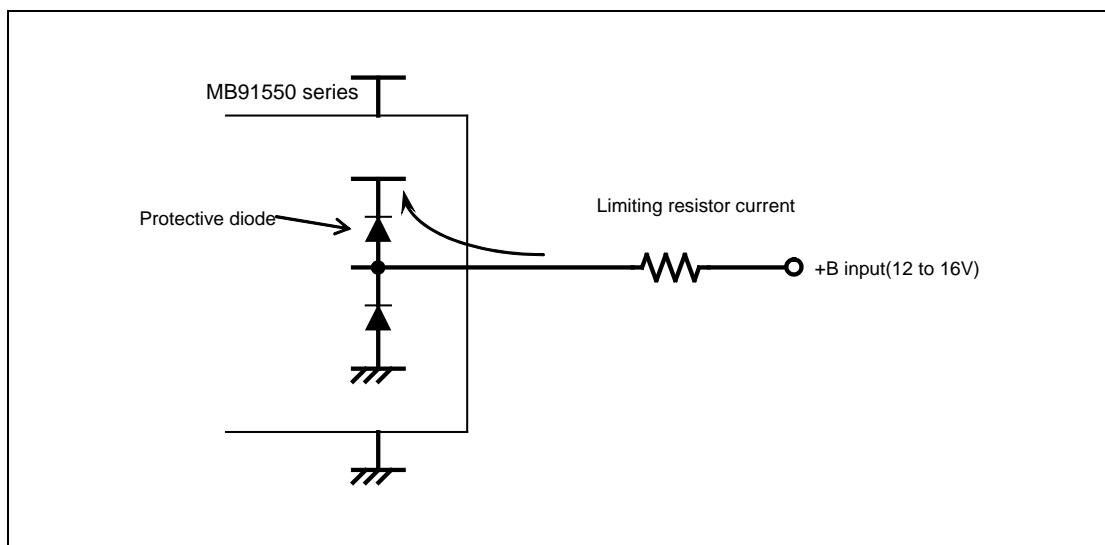 MB91550 series
Protective diode
Limiting resistor current
+B input(12 to 16V)